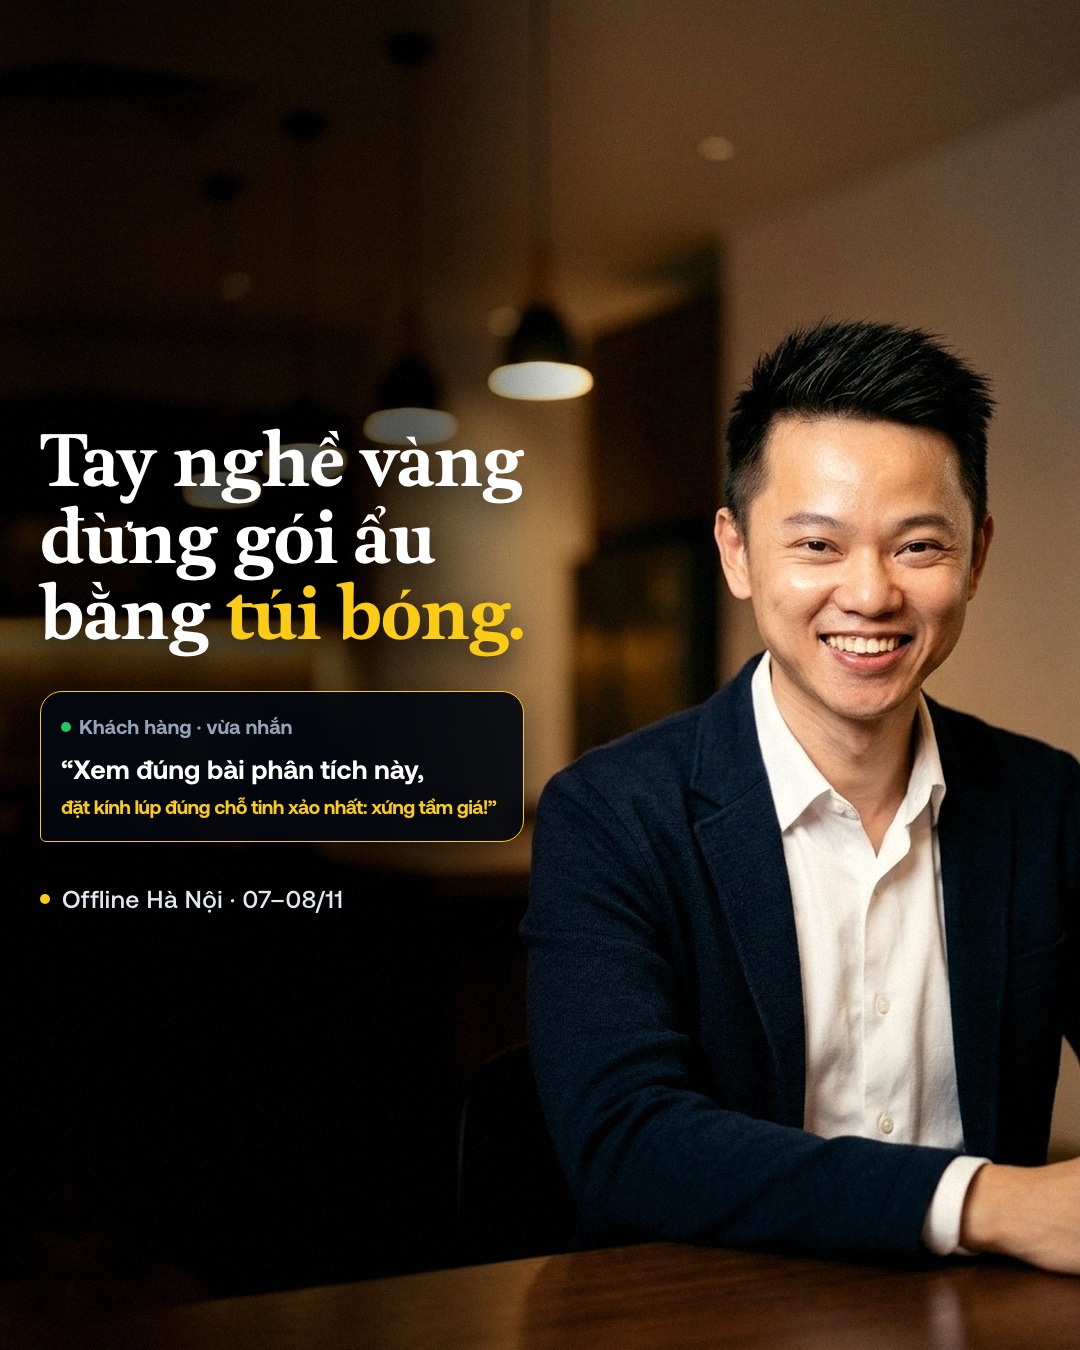 Tay nghề vàng
đừng gói ẩu
bằng túi bóng.
Khách hàng · vừa nhắn
“Xem đúng bài phân tích này,
đặt kính lúp đúng chỗ tinh xảo nhất: xứng tầm giá!”
Offline Hà Nội · 07–08/11